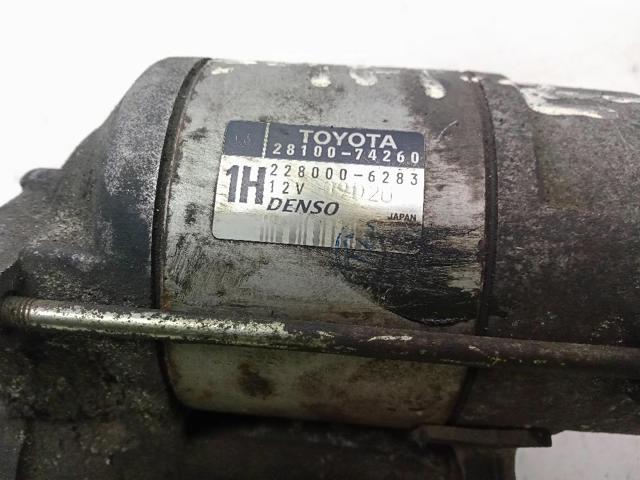 TOYOTA
28100-74260
1H 228000-6283
12V
DENSO
JAPAN